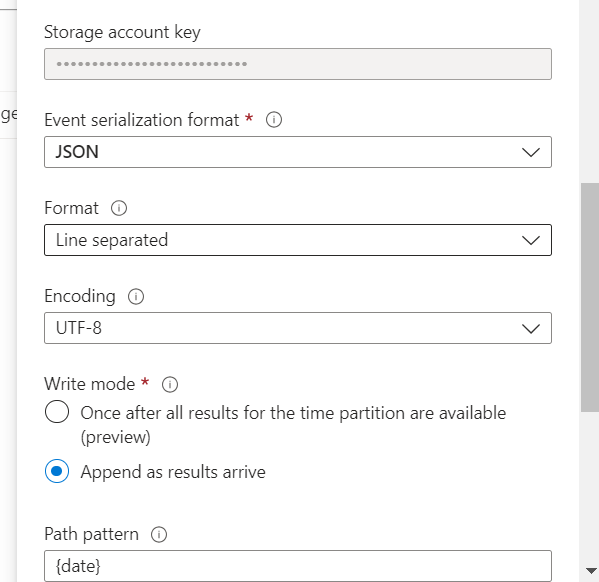 Storage account key
••••••••••••••••••••••••••••
ge
Event serialization format *
JSON
Format
Line separated
Encoding
UTF-8
Write mode *
Once after all results for the time partition are available
(preview)
Append as results arrive
Path pattern
{date}